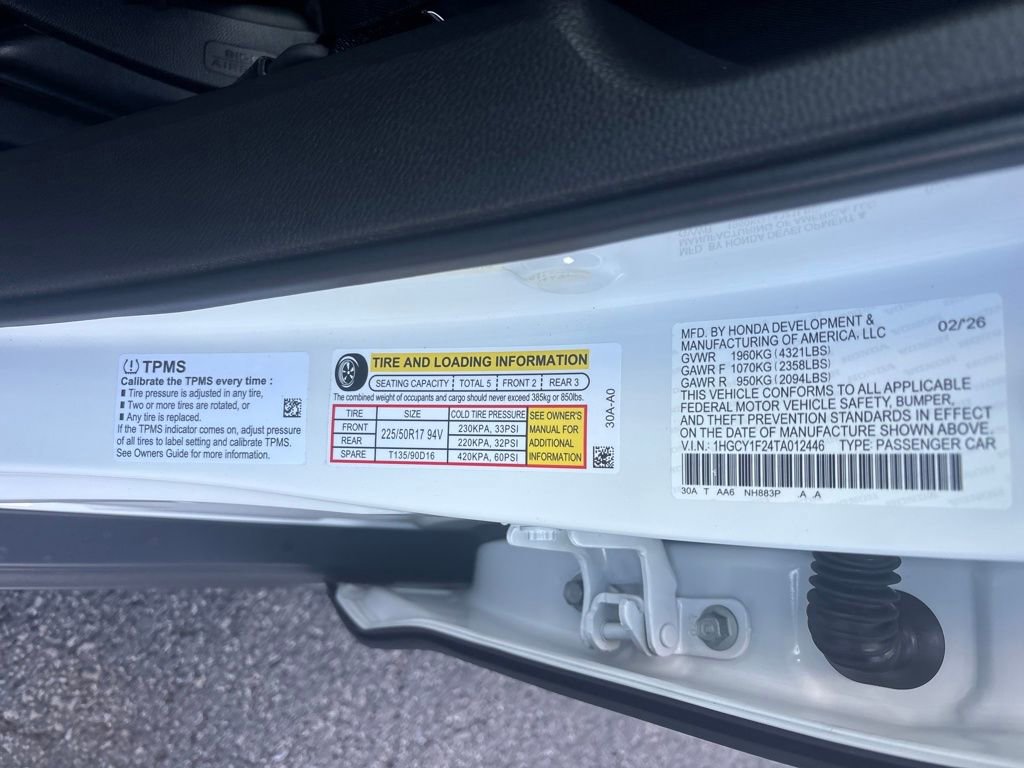 TPMS
Calibrate the TPMS every time :
Tire pressure is adjusted in any tire,
Two or more tires are rotated, or
Any tire is replaced.
If the TPMS indicator comes on, adjust pressure
of all tires to label setting and calibrate TPMS.
See Owners Guide for more information.
TIRE AND LOADING INFORMATION
SEATING CAPACITY TOTAL 5 FRONT 2 REAR 3
The combined weight of occupants and cargo should never exceed 385kg or 850lbs.
TIRE SIZE COLD TIRE PRESSURE SEE OWNER'S
FRONT 225/50R17 94V 230KPA, 33PSI MANUAL FOR
REAR 220KPA, 32PSI ADDITIONAL
SPARE T135/90D16 420KPA, 60PSI INFORMATION
30A-A0
MFD. BY HONDA DEVELOPMENT &
MANUFACTURING OF AMERICA, LLC 02/'26
GVWR 1960KG (4321LBS)
GAWR F 1070KG (2358LBS)
GAWR R 950KG (2094LBS)
THIS VEHICLE CONFORMS TO ALL APPLICABLE
FEDERAL MOTOR VEHICLE SAFETY, BUMPER,
AND THEFT PREVENTION STANDARDS IN EFFECT
ON THE DATE OF MANUFACTURE SHOWN ABOVE.
V.I.N.: 1HGCY1F24TA012446 TYPE: PASSENGER CAR
30A T AA6 NH883P .A .A